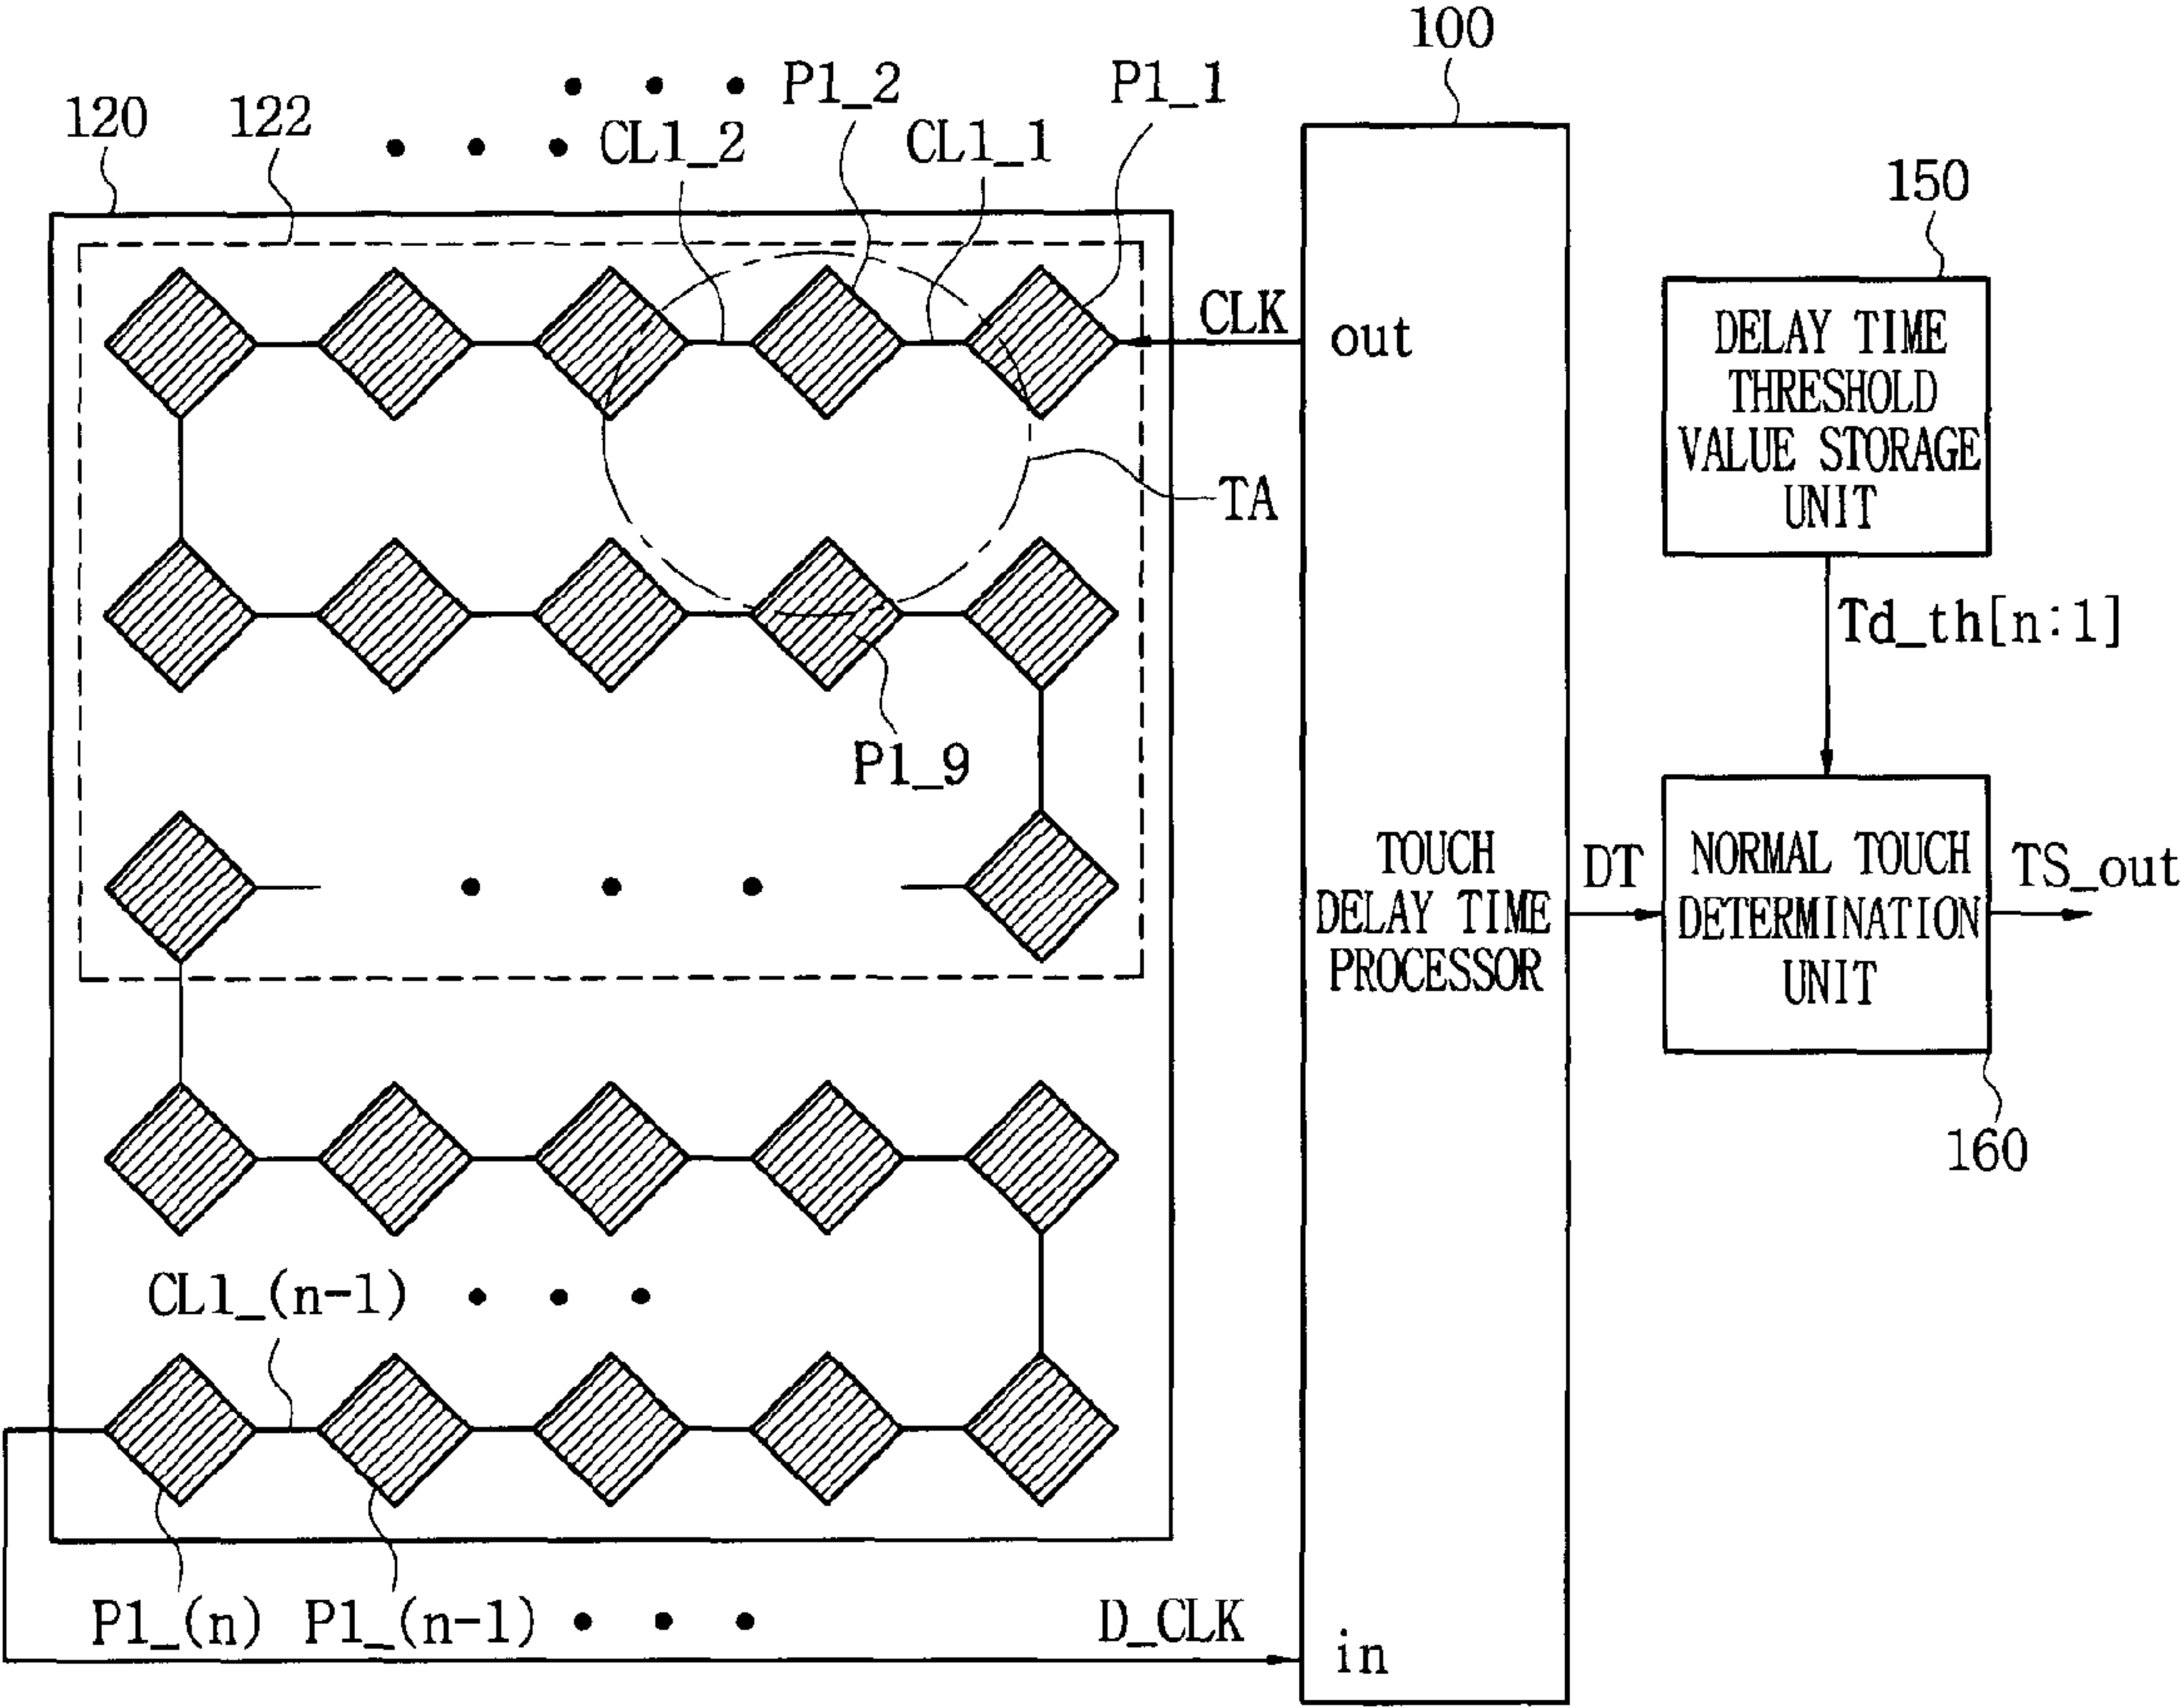 100
P1_2
P1_1
120
122
CL1_2
CL1_1
150
CLK
out
DELAY TIME
THRESHOLD
VALUE STORAGE
UNIT
TA
Td_th[n:1]
P1_9
TOUCH
DELAY TIME
PROCESSOR
DT
NORMAL TOUCH
DETERMINATION
UNIT
TS_out
160
CL1_(n-1)
P1_(n)
P1_(n-1)
D_CLK
in